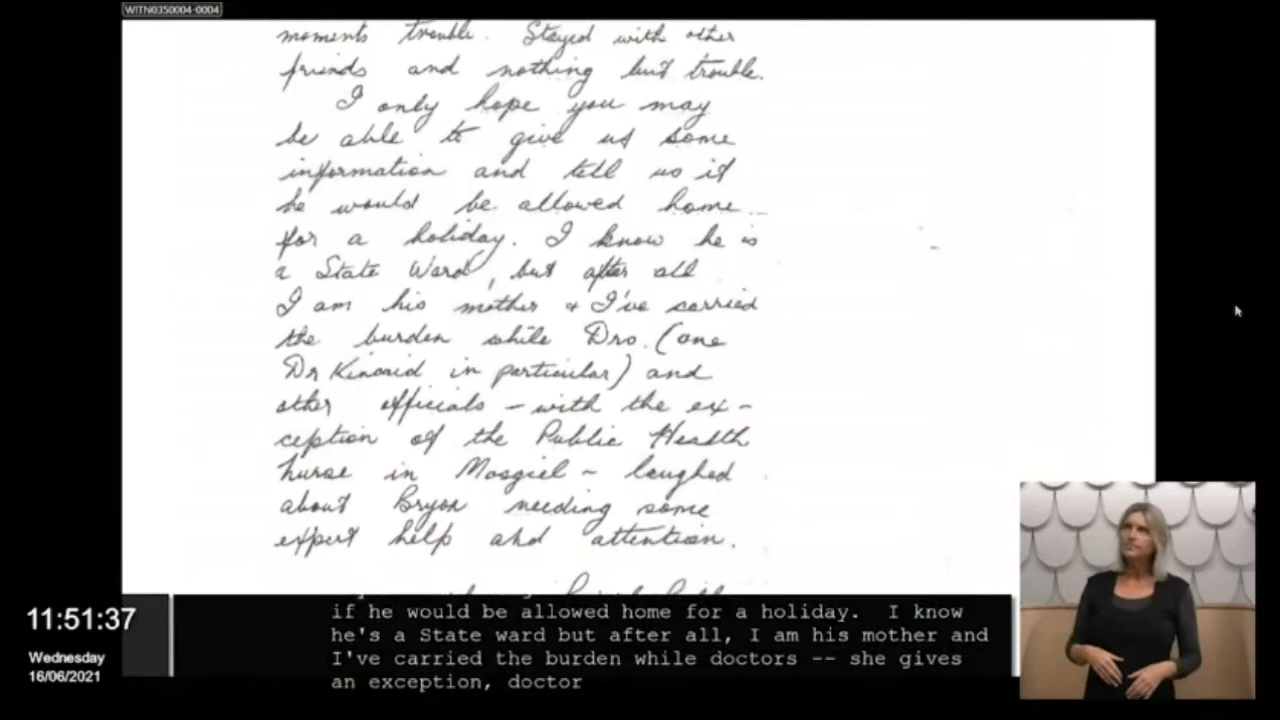 WITN0350004-0004
moments trouble. Stayed with other
friends and nothing but trouble.
I only hope you may
be able to give us some
information and tell us if
he would be allowed home
for a holiday. I know he is
a State Ward, but after all
I am his mother & I've carried
the burden while Drs. (one
Dr Kincaid in particular) and
other officials – with the ex-
ception of the Public Health
nurse in Mosgiel – laughed
about Bryon needing some
expert help and attention.
11:51:37
Wednesday
16/06/2021
if he would be allowed home for a holiday. I know
he's a State ward but after all, I am his mother and
I've carried the burden while doctors -- she gives
an exception, doctor